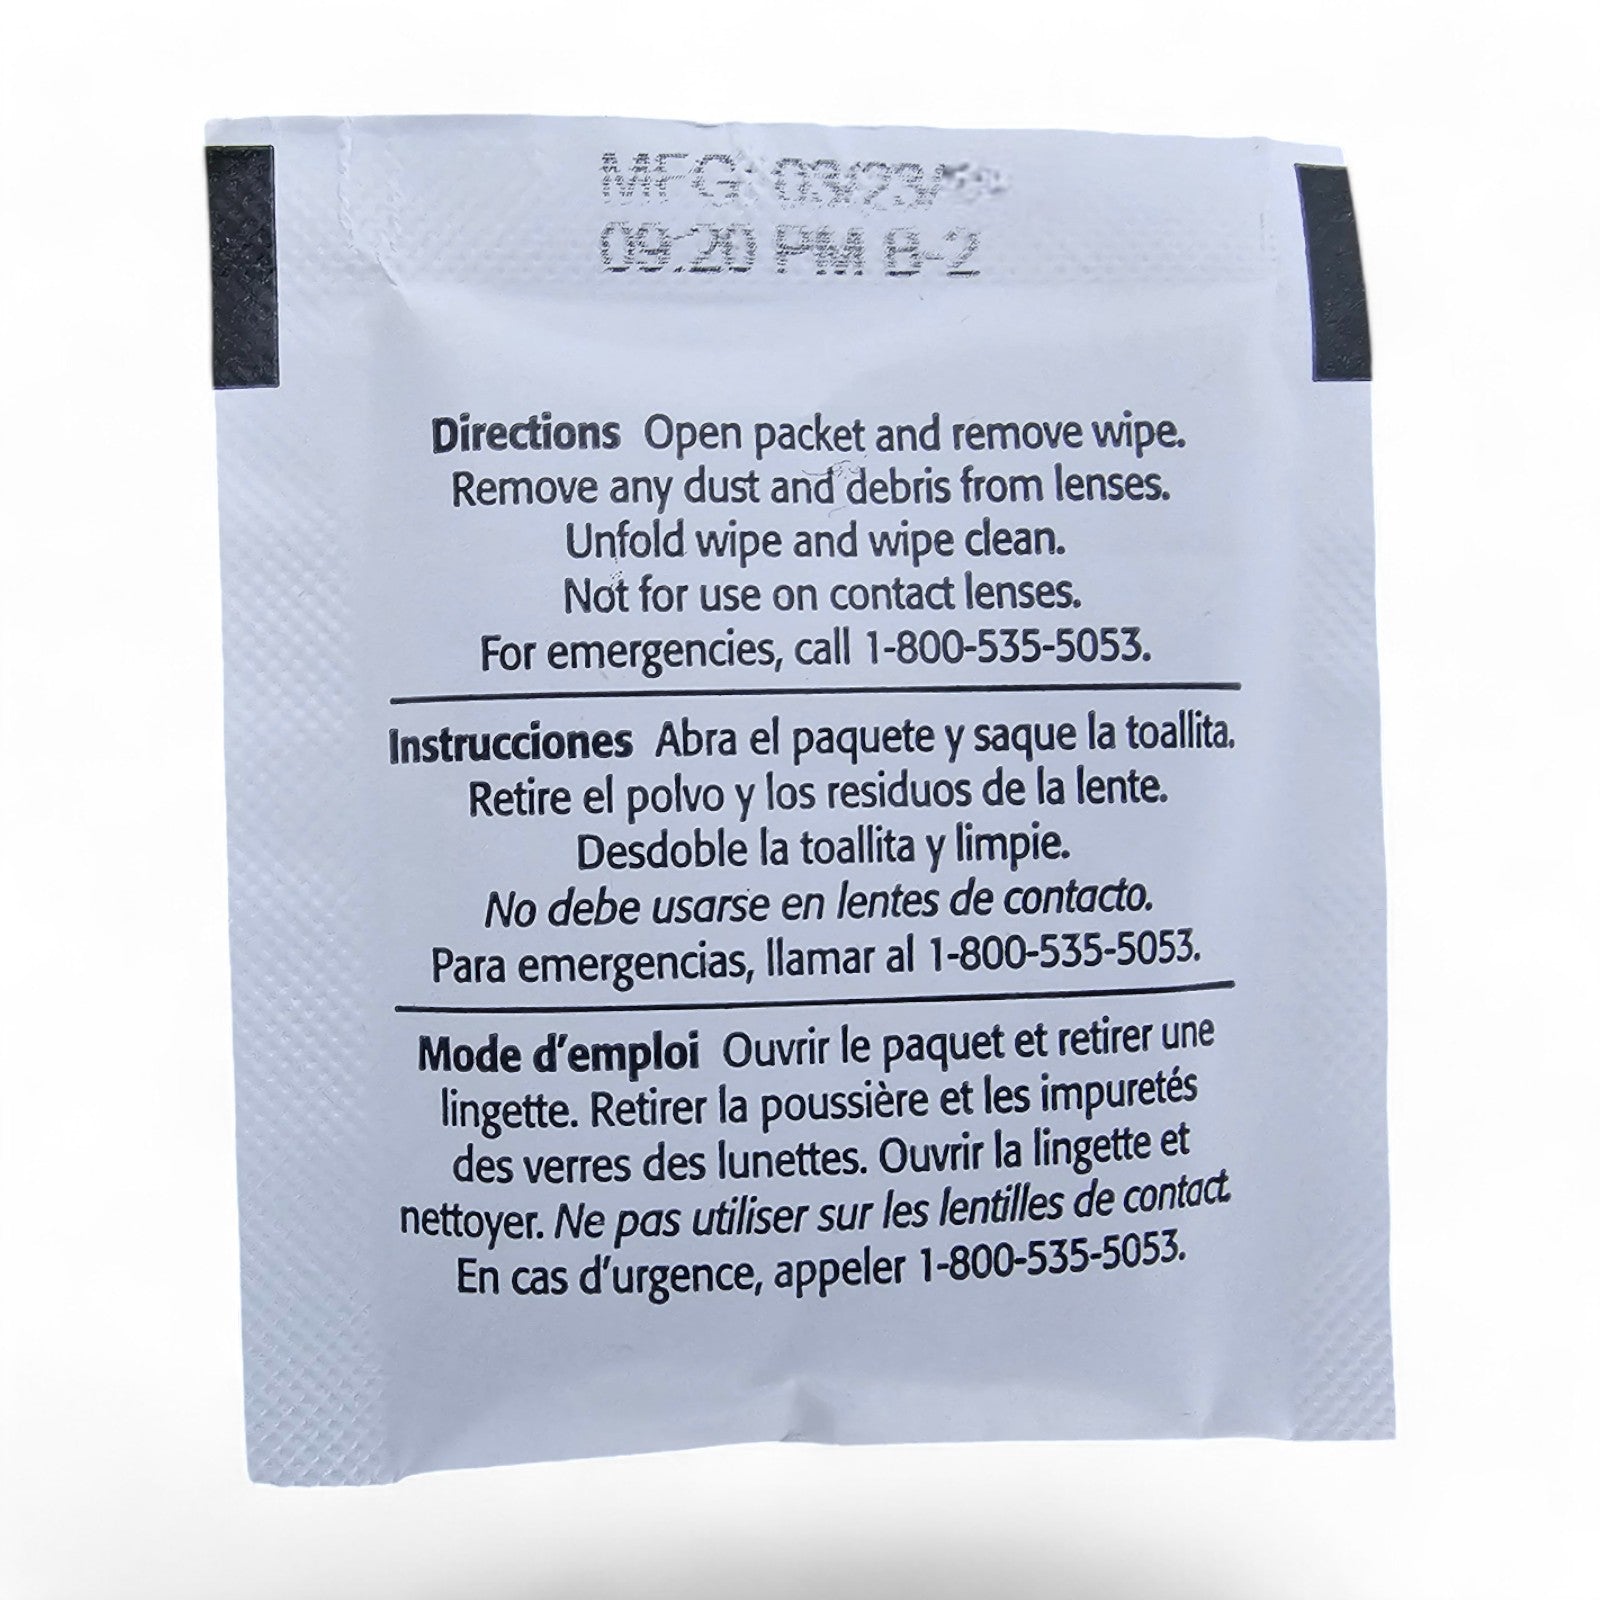 MFG: 03/23/
09:20 PM B-2
Directions Open packet and remove wipe.
Remove any dust and debris from lenses.
Unfold wipe and wipe clean.
Not for use on contact lenses.
For emergencies, call 1-800-535-5053.
Instrucciones Abra el paquete y saque la toallita.
Retire el polvo y los residuos de la lente.
Desdoble la toallita y limpie.
No debe usarse en lentes de contacto.
Para emergencias, llamar al 1-800-535-5053.
Mode d'emploi Ouvrir le paquet et retirer une
lingette. Retirer la poussière et les impuretés
des verres des lunettes. Ouvrir la lingette et
nettoyer. Ne pas utiliser sur les lentilles de contact.
En cas d'urgence, appeler 1-800-535-5053.